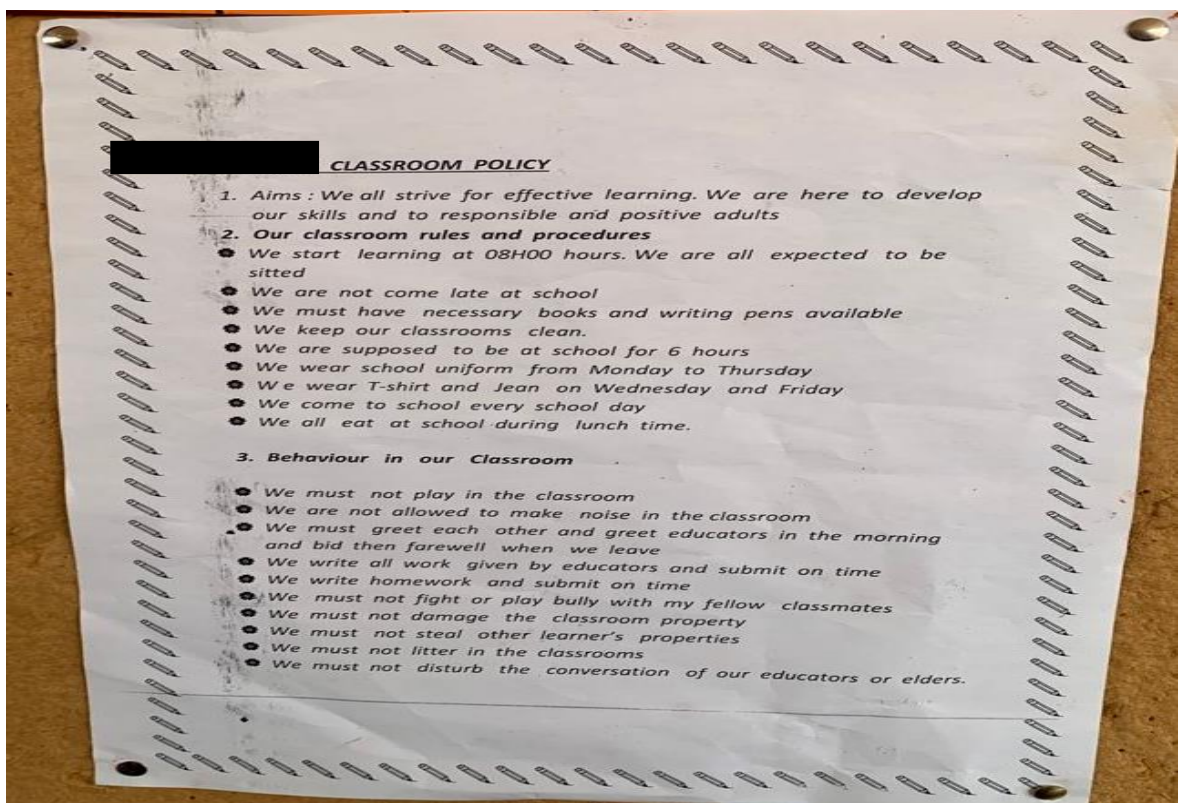 CLASSROOM POLICY
1. Aims : We all strive for effective learning. We are here to develop
our skills and to responsible and positive adults
2. Our classroom rules and procedures
We start learning at 08H00 hours. We are all expected to be
sitted
We are not come late at school
We must have necessary books and writing pens available
We keep our classrooms clean.
We are supposed to be at school for 6 hours
We wear school uniform from Monday to Thursday
We wear T-shirt and Jean on Wednesday and Friday
We come to school every school day
We all eat at school during lunch time.
3. Behaviour in our Classroom
We must not play in the classroom
We are not allowed to make noise in the classroom
We must greet each other and greet educators in the morning
and bid then farewell when we leave
We write all work given by educators and submit on time
We write homework and submit on time
We must not fight or play bully with my fellow classmates
We must not damage the classroom property
We must not steal other learner's properties
We must not litter in the classrooms
We must not disturb the conversation of our educators or elders.